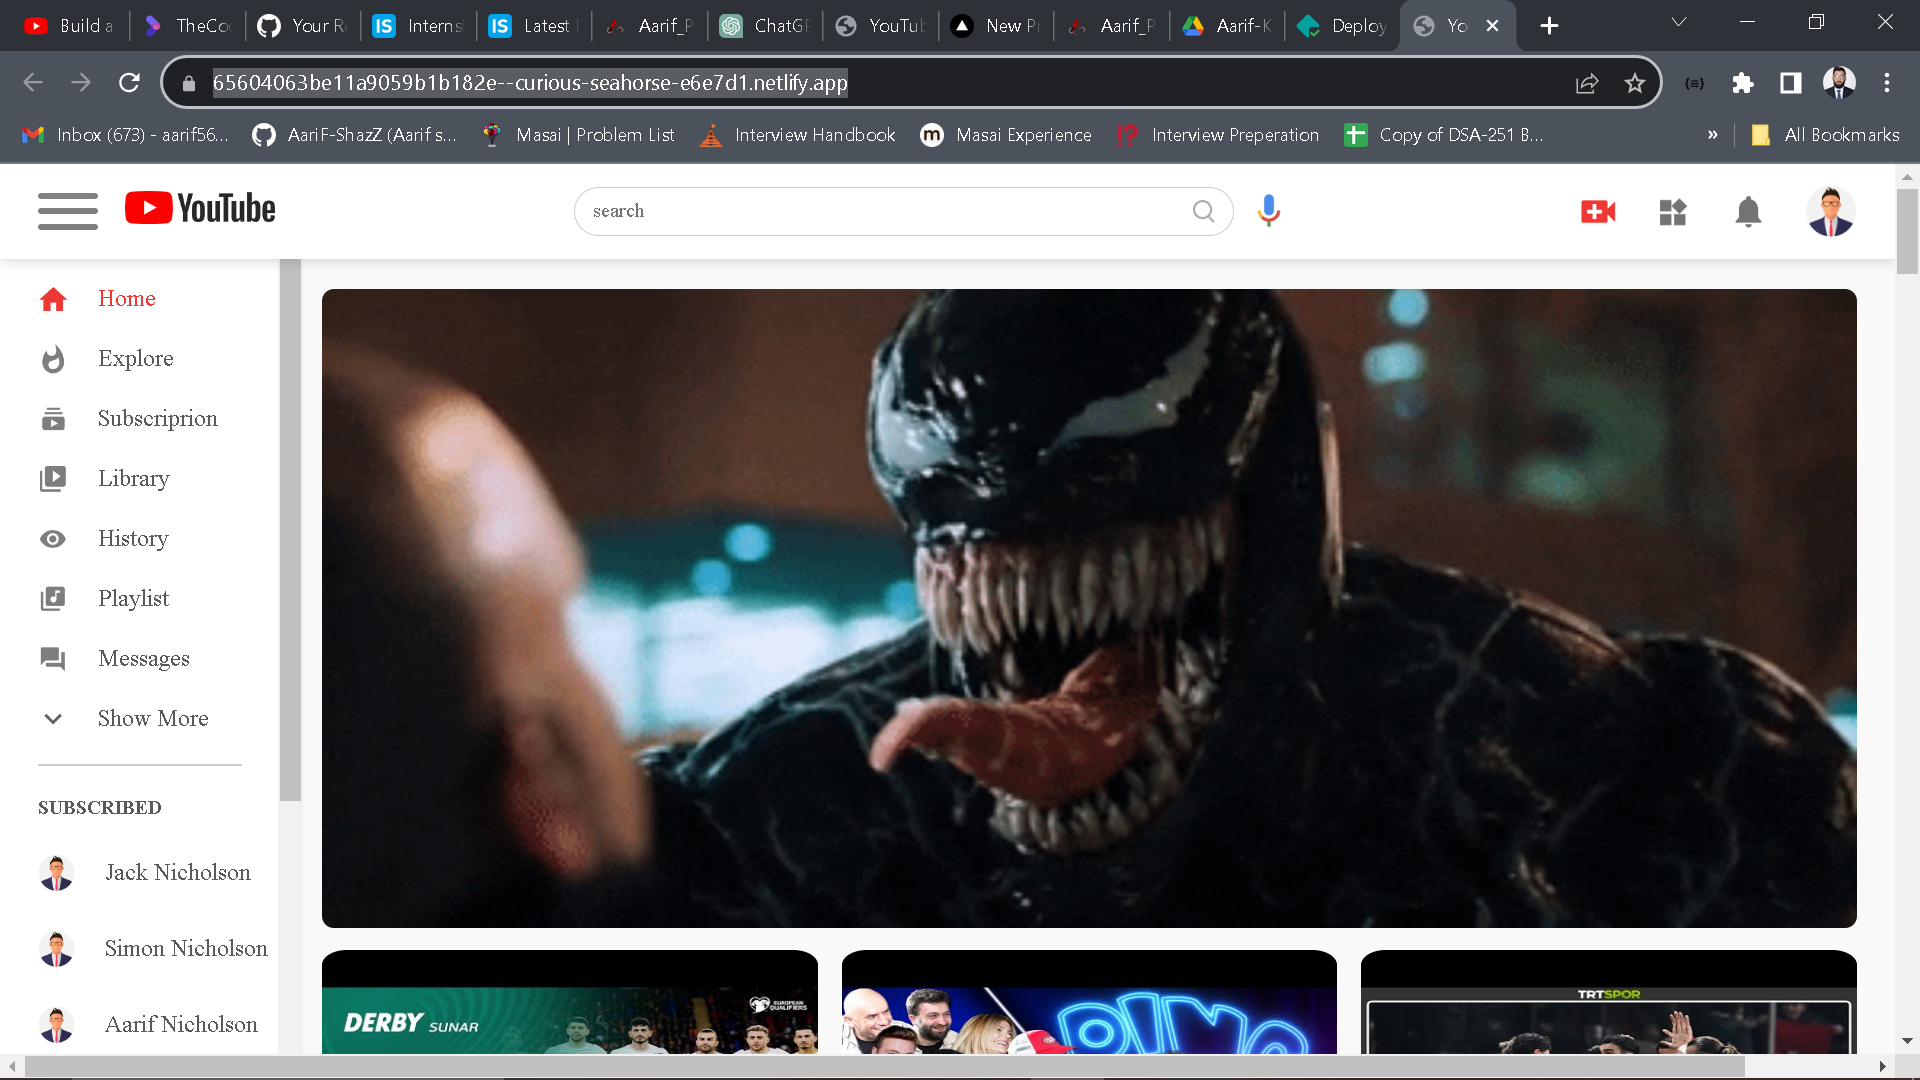 Build a
TheCo
Your Re
Interns
Latest
Aarif_P
ChatGP
YouTub
New Pr
Aarif_P
Aarif-K
Deploy
Yo
65604063be11a9059b1b182e--curious-seahorse-e6e7d1.netlify.app
Inbox (673) - aarif56...
AariF-ShazZ (Aarif s...
Masai | Problem List
Interview Handbook
Masai Experience
Interview Preperation
Copy of DSA-251 B...
»
All Bookmarks
YouTube
search
Home
Explore
Subscriprion
Library
History
Playlist
Messages
Show More
SUBSCRIBED
Jack Nicholson
Simon Nicholson
Aarif Nicholson
DERBY SUNAR
EUROPEAN
QUALIFIERS
TRTSPOR